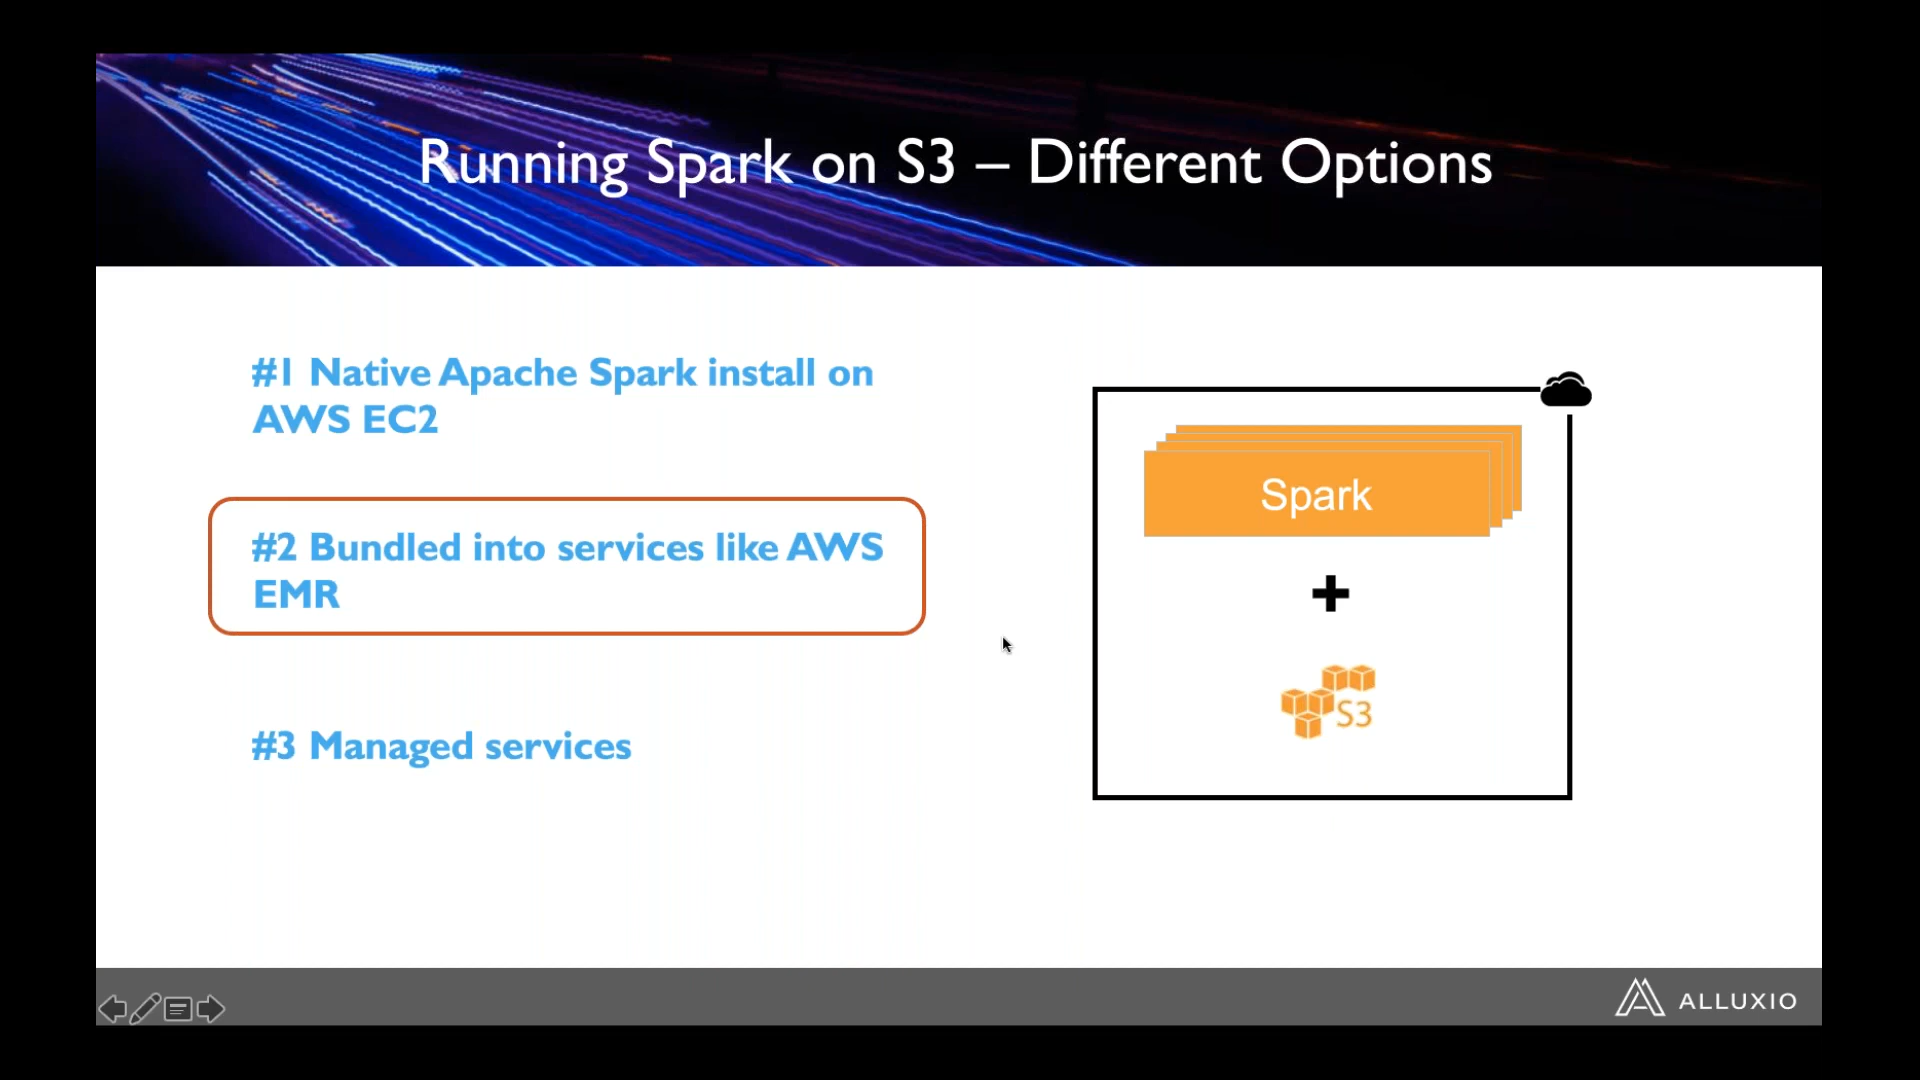 Running Spark on S3 – Different Options
#1 Native Apache Spark install on
AWS EC2
#2 Bundled into services like AWS
EMR
#3 Managed services
Spark
S3
ALLUXIO